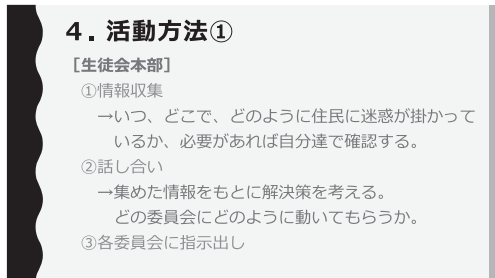 4．活動方法①
［生徒会本部］
①情報収集
→いつ、どこで、どのように住民に迷惑が掛かって
いるか、必要があれば自分達で確認する。
②話し合い
→集めた情報をもとに解決策を考える。
どの委員会にどのように動いてもらうか。
③各委員会に指示出し